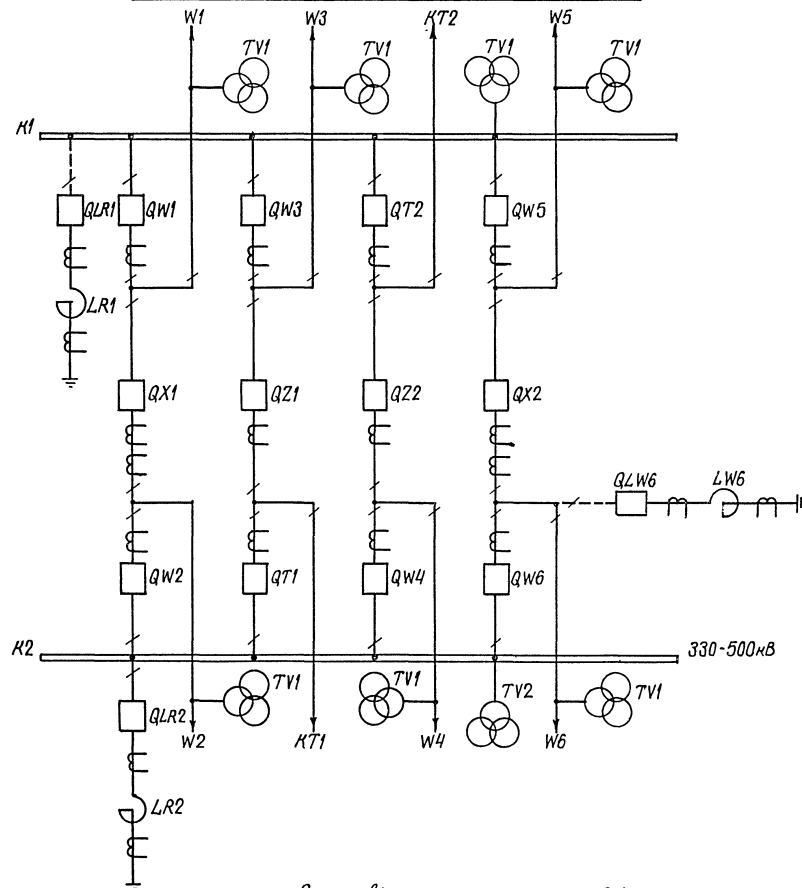 W1 W3 KT2 W5
TV1 TV1 TV1 TV1
K1
QLR1 QW1 QW3 QT2 QW5
LR1
QX1 QZ1 QZ2 QX2
QLW6 LW6
QW2 QT1 QW4 QW6
K2 330-500кВ
TV1 TV1 TV2 TV1
QLR2
W2 KT1 W4 W6
LR2